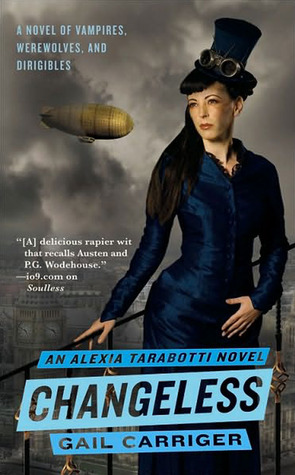 A NOVEL OF VAMPIRES,
WEREWOLVES, AND
DIRIGIBLES
“[A] delicious rapier wit
that recalls Austen and
P.G. Wodehouse.”
—io9.com on
Soulless
AN ALEXIA TARABOTTI NOVEL
CHANGELESS
GAIL CARRIGER